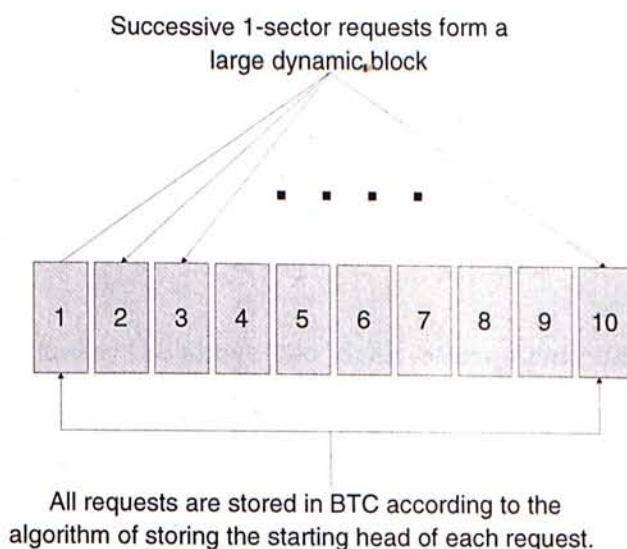 Successive 1-sector requests form a
large dynamic block
1 2 3 4 5 6 7 8 9 10
All requests are stored in BTC according to the
algorithm of storing the starting head of each request.